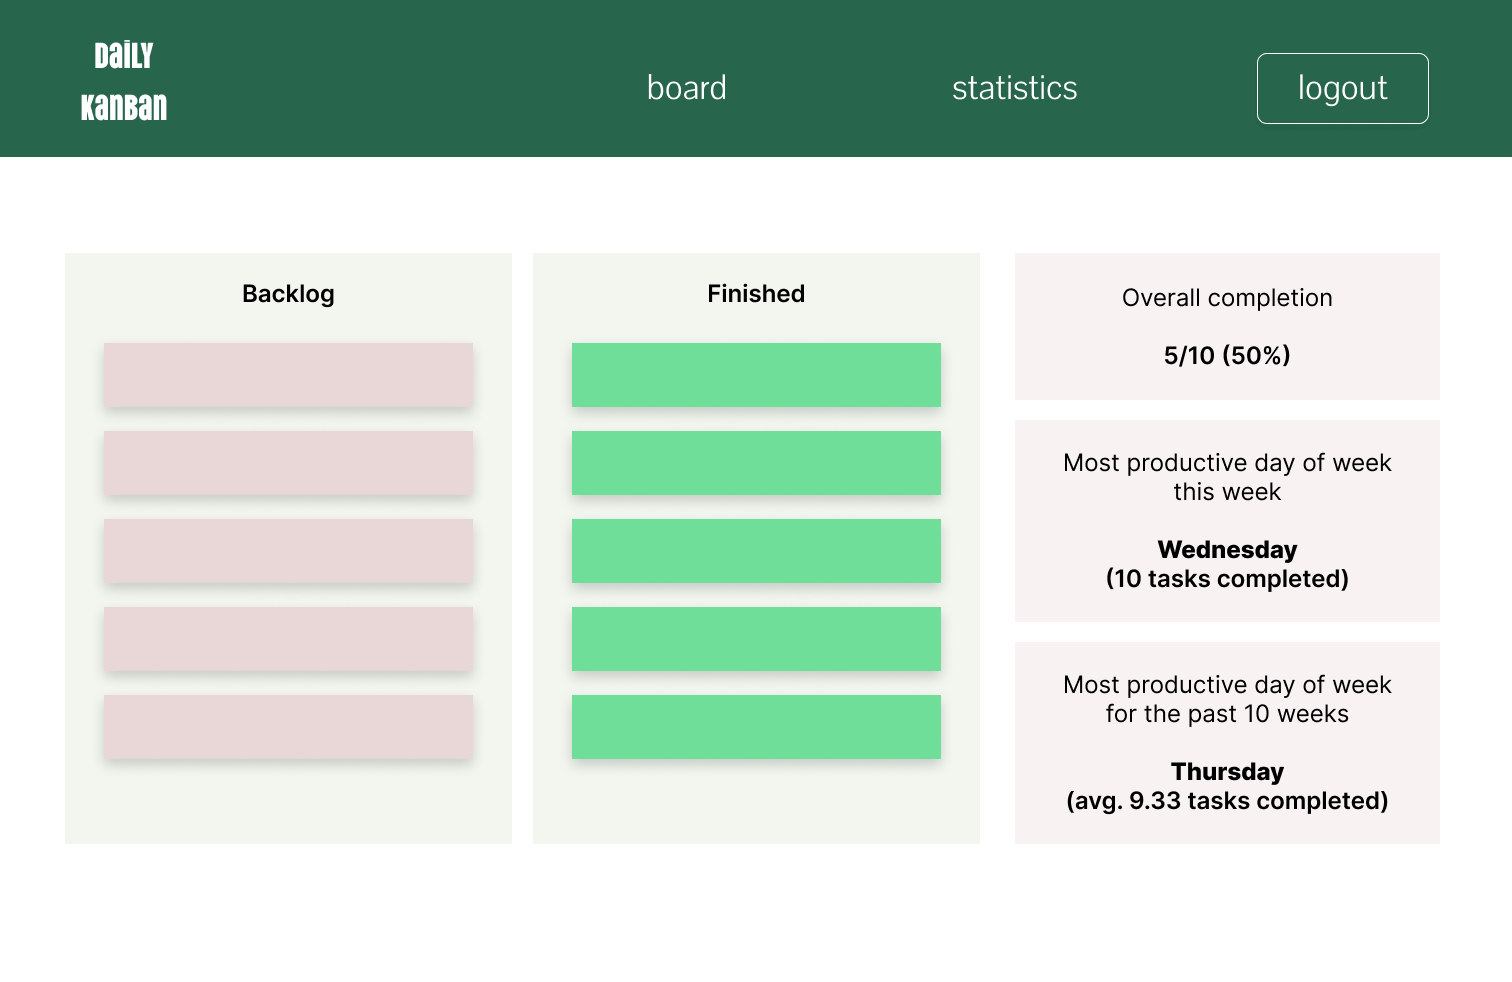 DaiLY
KanBan
board
statistics
logout
Backlog
Finished
Overall completion
5/10 (50%)
Most productive day of week
this week
Wednesday
(10 tasks completed)
Most productive day of week
for the past 10 weeks
Thursday
(avg. 9.33 tasks completed)